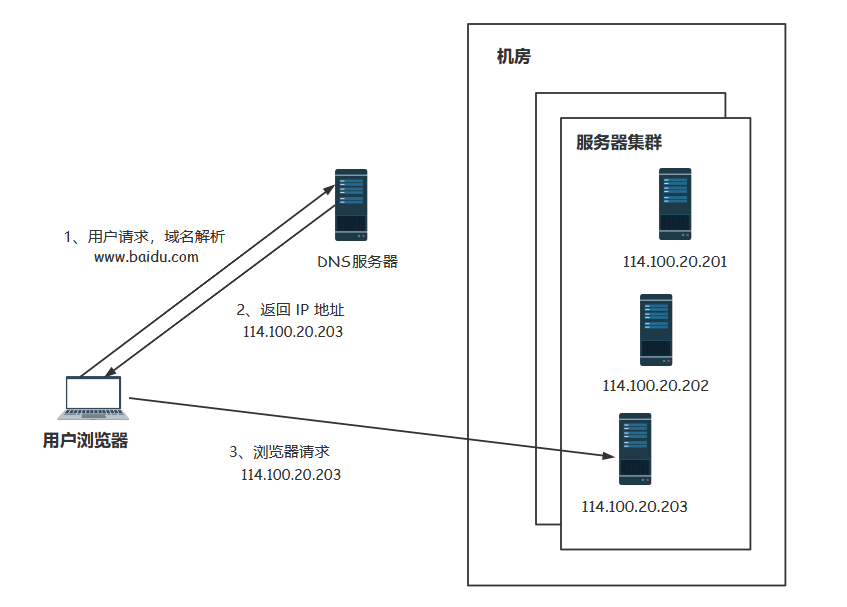 机房
服务器集群
1、用户请求，域名解析
www.baidu.com
DNS服务器
114.100.20.201
2、返回 IP 地址
114.100.20.203
114.100.20.202
用户浏览器
3、浏览器请求
114.100.20.203
114.100.20.203